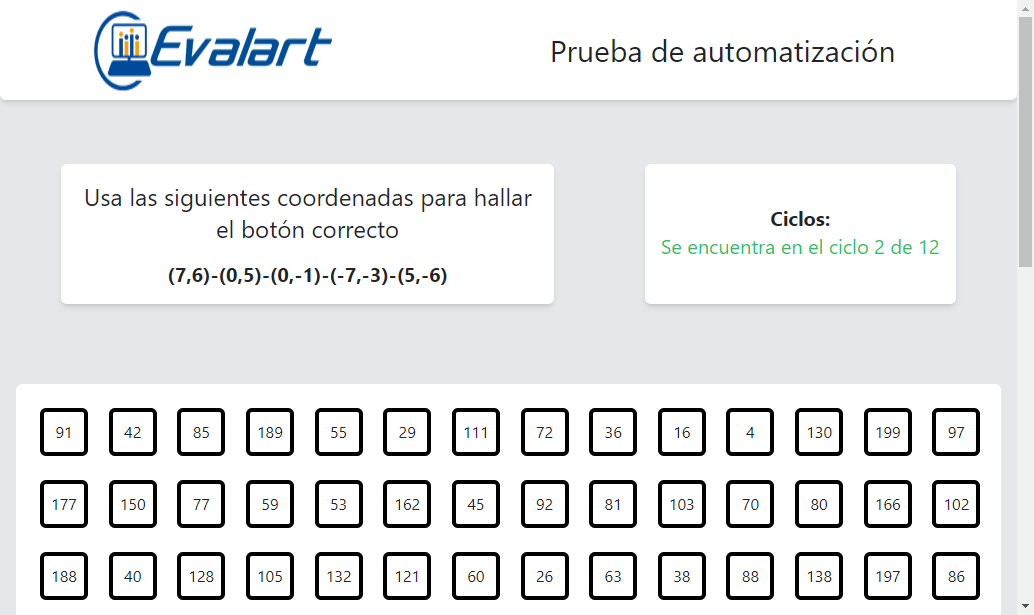 Evalart
Prueba de automatización
Usa las siguientes coordenadas para hallar
el botón correcto
(7,6)-(0,5)-(0,-1)-(-7,-3)-(5,-6)
Ciclos:
Se encuentra en el ciclo 2 de 12
91 42 85 189 55 29 111 72 36 16 4 130 199 97
177 150 77 59 53 162 45 92 81 103 70 80 166 102
188 40 128 105 132 121 60 26 63 38 88 138 197 86